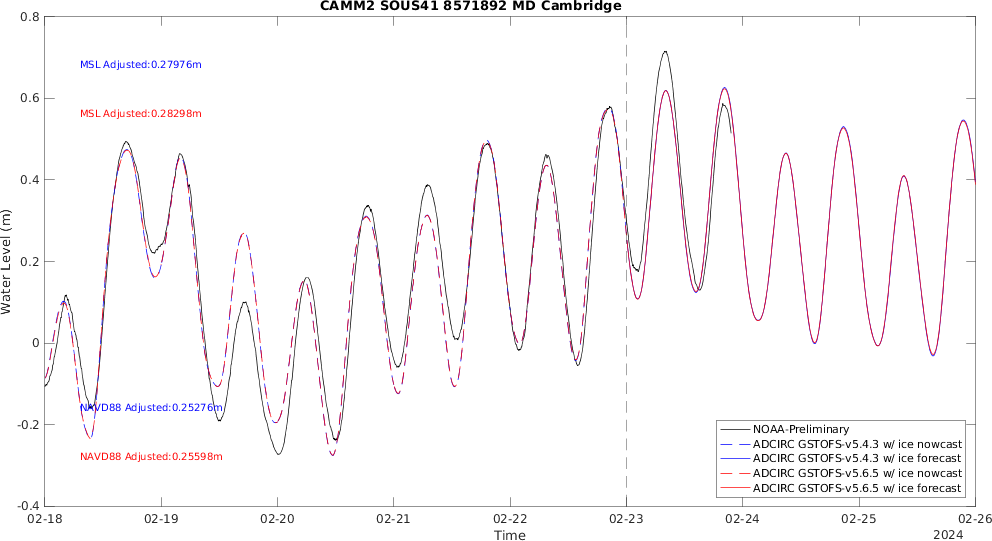 CAMM2 SOUS41 8571892 MD Cambridge
0.8
0.6
0.4
0.2
0
-0.2
-0.4
Water Level (m)
MSL Adjusted:0.27976m
MSL Adjusted:0.28298m
NAVD88 Adjusted:0.25276m
NAVD88 Adjusted:0.25598m
NOAA-Preliminary
ADCIRC GSTOFS-v5.4.3 w/ ice nowcast
ADCIRC GSTOFS-v5.4.3 w/ ice forecast
ADCIRC GSTOFS-v5.6.5 w/ ice nowcast
ADCIRC GSTOFS-v5.6.5 w/ ice forecast
02-18 02-19 02-20 02-21 02-22 02-23 02-24 02-25 02-26
Time
2024